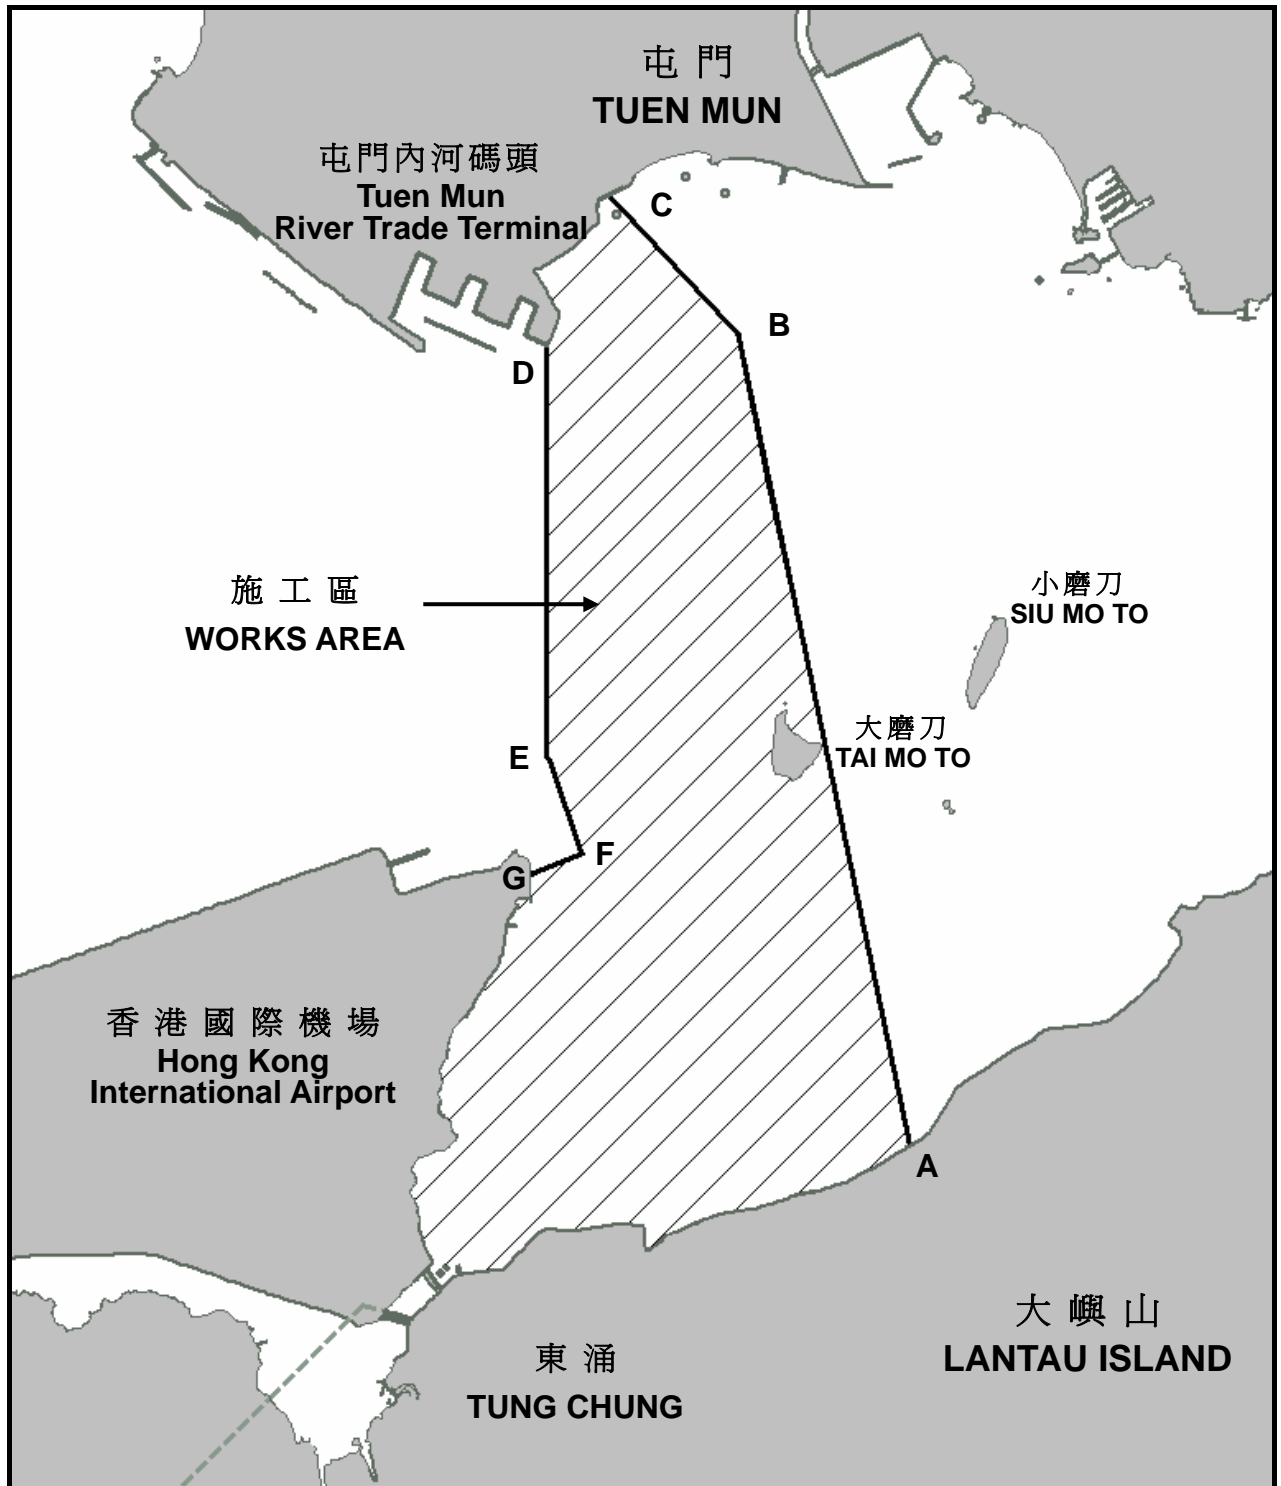 屯門
TUEN MUN
屯門內河碼頭
Tuen Mun
River Trade Terminal
C
B
D
施工區
WORKS AREA
小磨刀
SIU MO TO
大磨刀
TAI MO TO
E
F
G
香港國際機場
Hong Kong
International Airport
A
大嶼山
LANTAU ISLAND
東涌
TUNG CHUNG